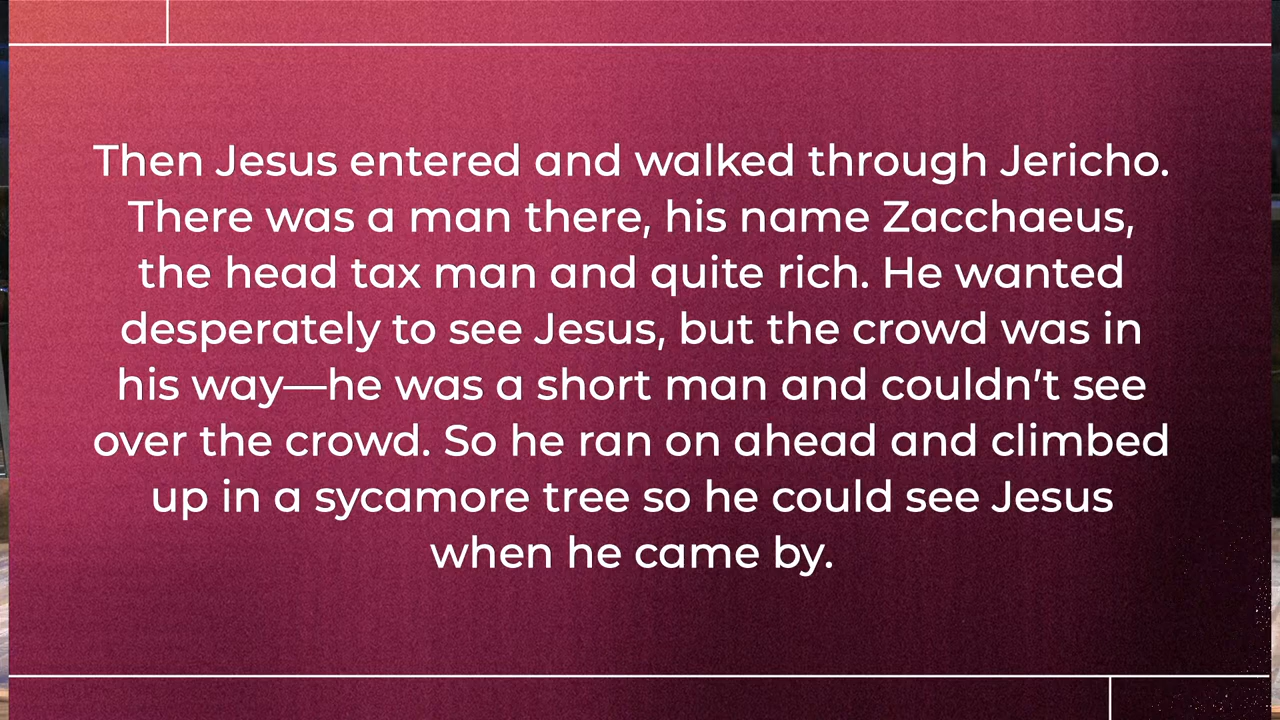 Then Jesus entered and walked through Jericho.
There was a man there, his name Zacchaeus,
the head tax man and quite rich. He wanted
desperately to see Jesus, but the crowd was in
his way—he was a short man and couldn’t see
over the crowd. So he ran on ahead and climbed
up in a sycamore tree so he could see Jesus
when he came by.